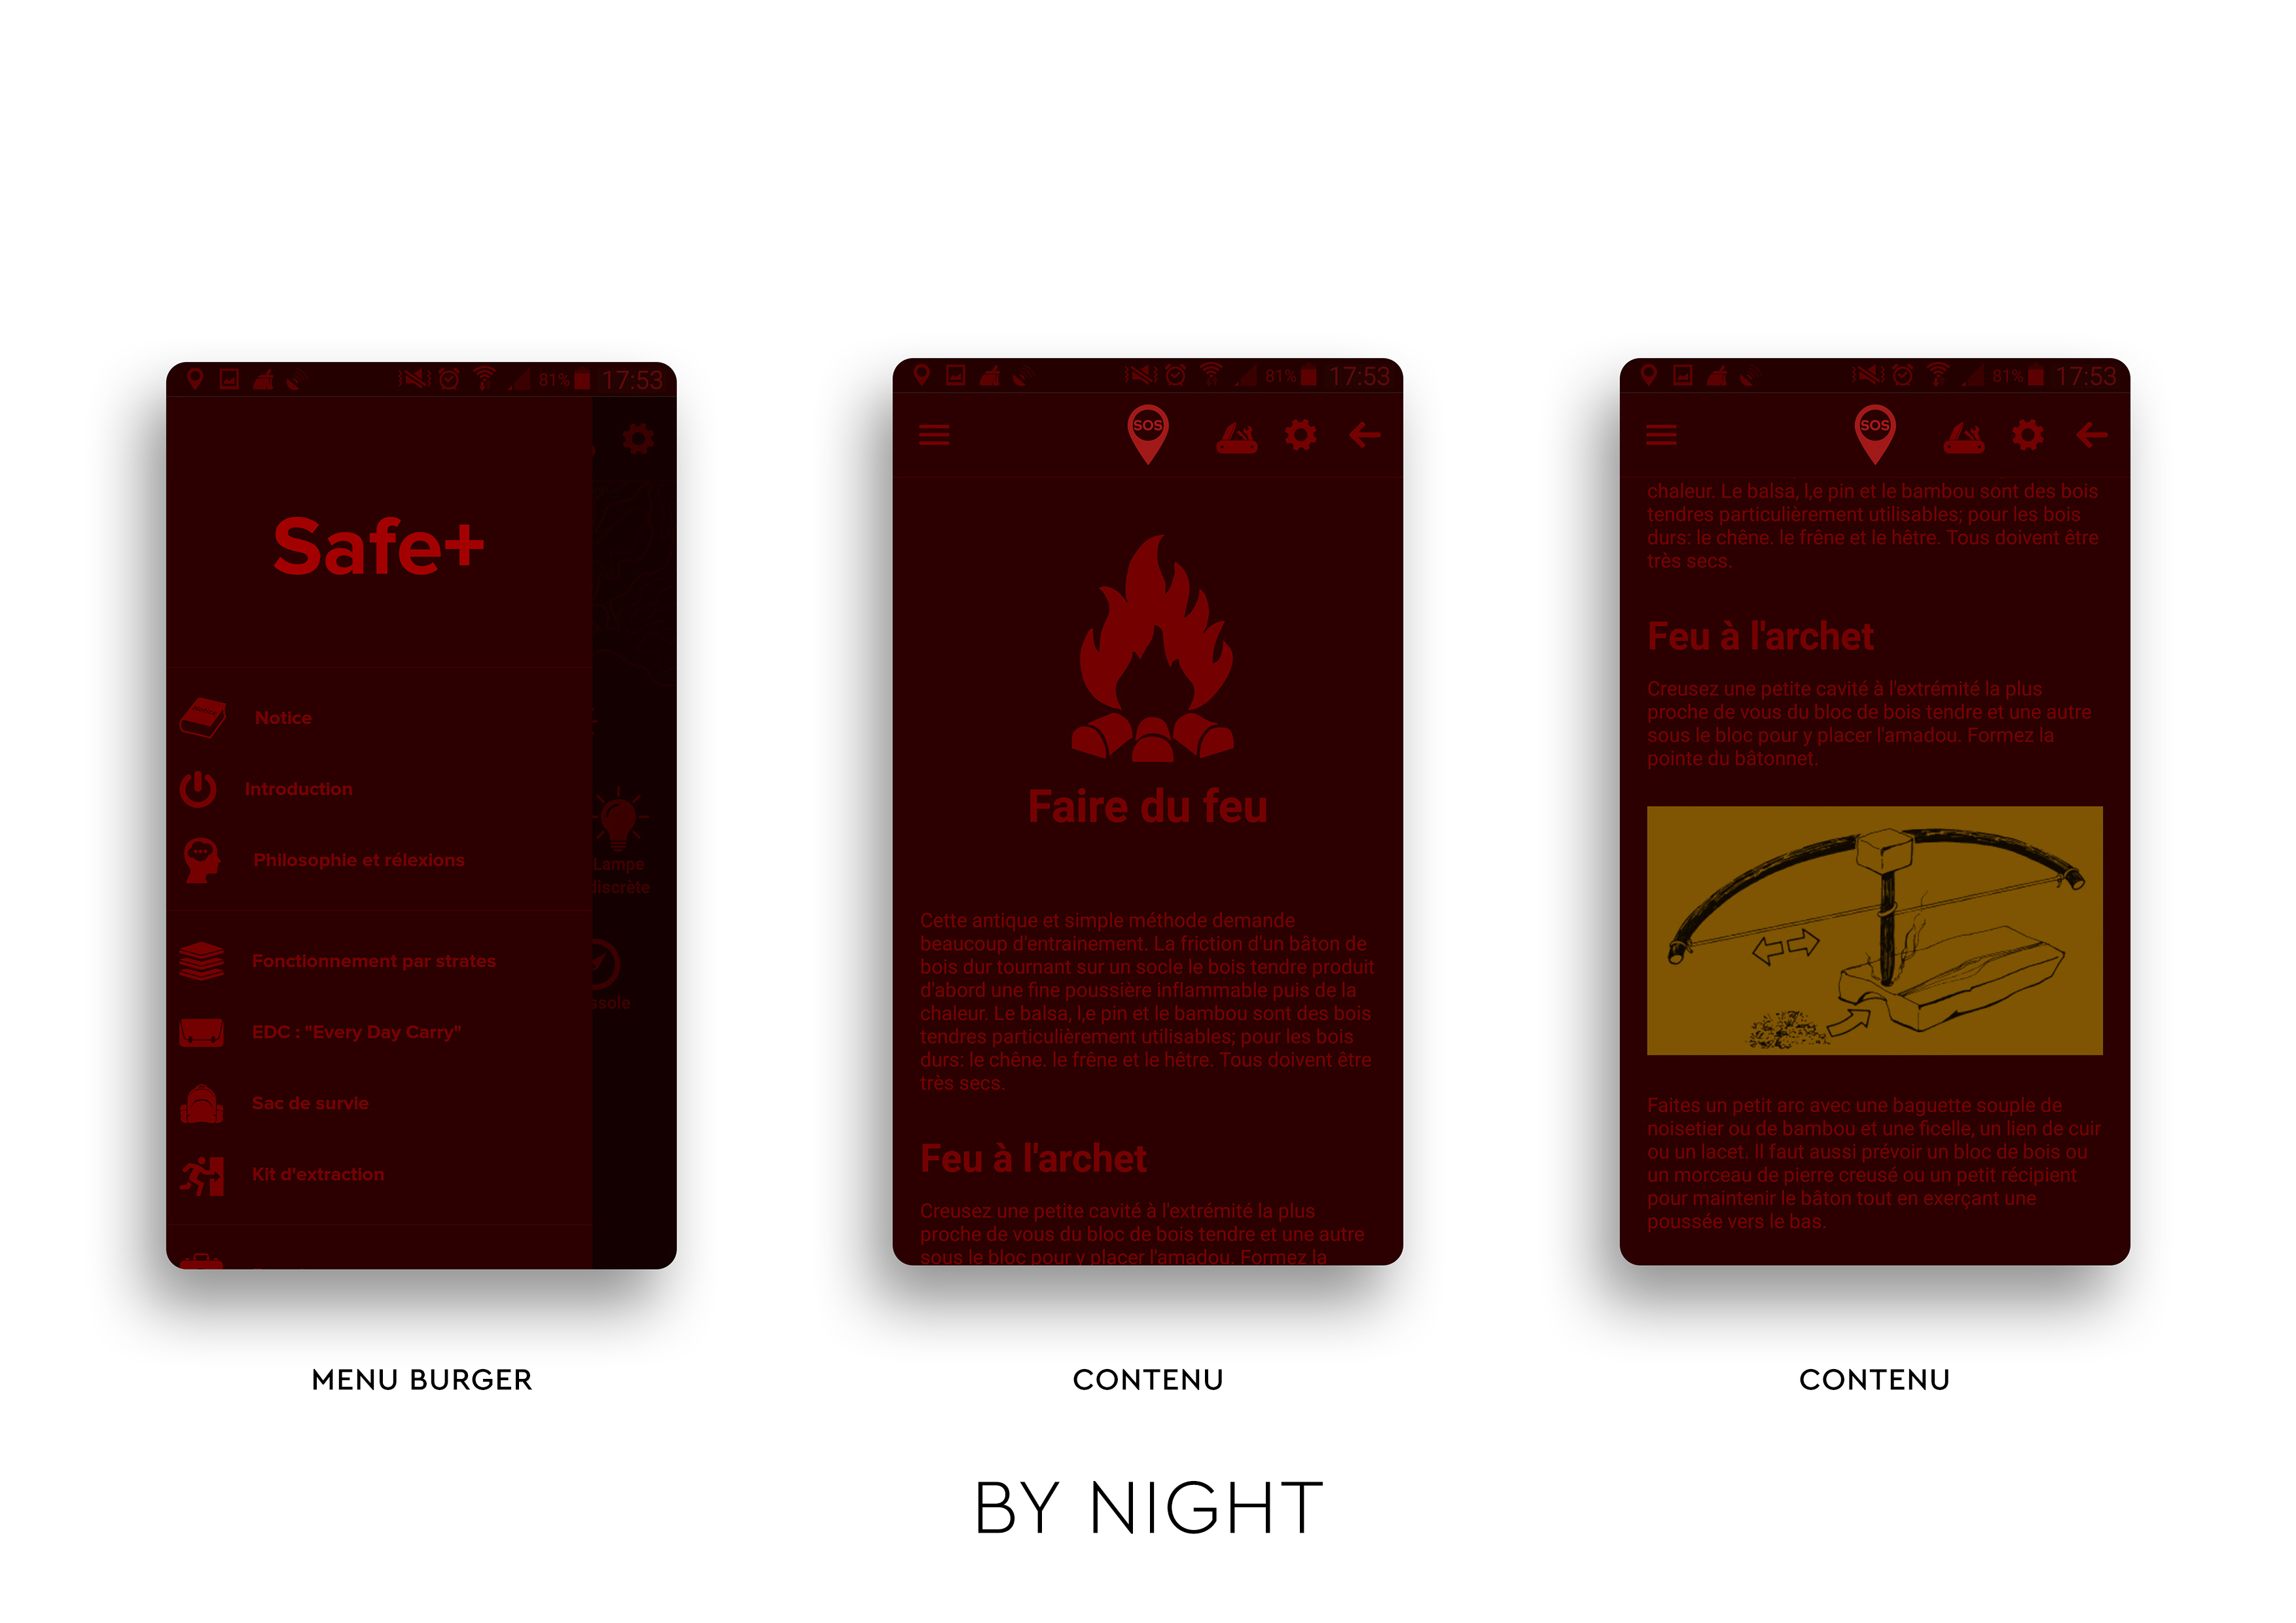 81% 17:53
Safe+
Notice
Introduction
Philosophie et rélexions
Fonctionnement par strates
EDC : "Every Day Carry"
Sac de survie
Kit d'extraction
Lampe
discrète
ssole
MENU BURGER
81% 17:53
SOS
Faire du feu
Cette antique et simple méthode demande
beaucoup d'entrainement. La friction d'un bâton de
bois dur tournant sur un socle le bois tendre produit
d'abord une fine poussière inflammable puis de la
chaleur. Le balsa, l,e pin et le bambou sont des bois
tendres particulièrement utilisables; pour les bois
durs: le chêne. le frêne et le hêtre. Tous doivent être
très secs.
Feu à l'archet
Creusez une petite cavité à l'extrémité la plus
proche de vous du bloc de bois tendre et une autre
sous le bloc pour y placer l'amadou. Formez la
CONTENU
81% 17:53
SOS
chaleur. Le balsa, l,e pin et le bambou sont des bois
tendres particulièrement utilisables; pour les bois
durs: le chêne. le frêne et le hêtre. Tous doivent être
très secs.
Feu à l'archet
Creusez une petite cavité à l'extrémité la plus
proche de vous du bloc de bois tendre et une autre
sous le bloc pour y placer l'amadou. Formez la
pointe du bâtonnet.
Faites un petit arc avec une baguette souple de
noisetier ou de bambou et une ficelle, un lien de cuir
ou un lacet. Il faut aussi prévoir un bloc de bois ou
un morceau de pierre creusé ou un petit récipient
pour maintenir le bâton tout en exerçant une
poussée vers le bas.
CONTENU
BY NIGHT